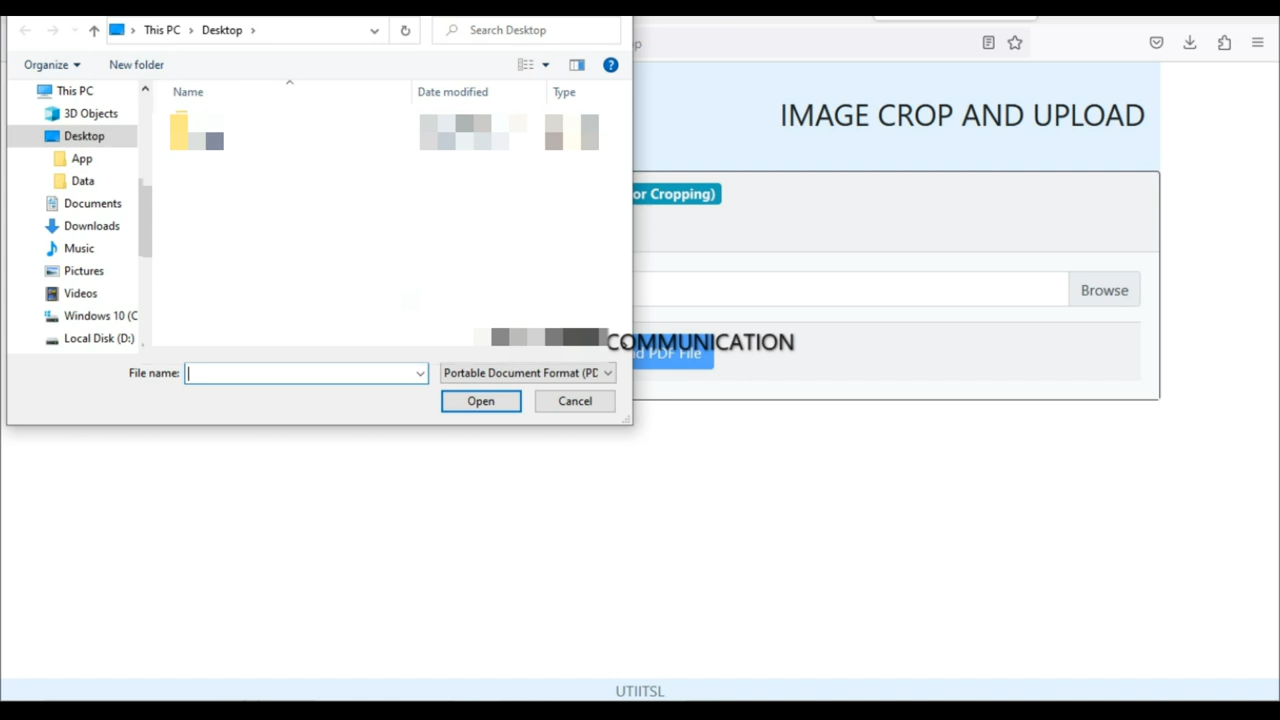 This PC > Desktop >
Search Desktop
p
Organize
New folder
?
Name
Date modified
Type
This PC
3D Objects
Desktop
App
Data
Documents
Downloads
Music
Pictures
Videos
Windows 10 (C
Local Disk (D:)
IMAGE CROP AND UPLOAD
or Cropping)
Browse
COMMUNICATION
d PDF File
File name:
Portable Document Format (PD
Open
Cancel
UTIITSL